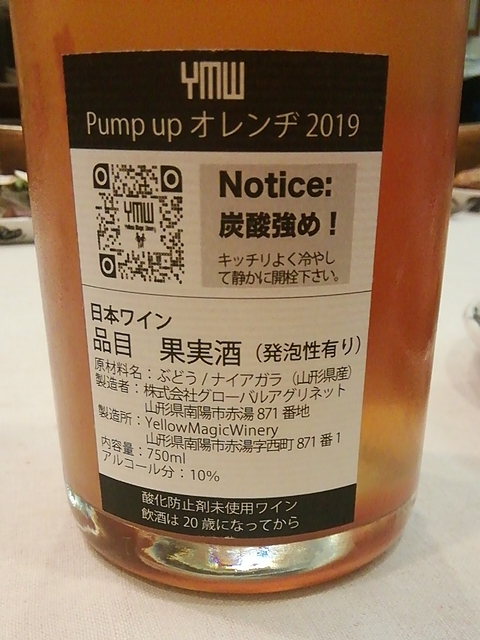 YMW
Pump up オレンヂ 2019
YMW
Notice:
炭酸強め！
キッチリよく冷やし
て静かに開栓下さい。
日本ワイン
品目 果実酒（発泡性有り）
原材料名：ぶどう/ナイアガラ（山形県産）
製造者：株式会社グローバルアグリネット
山形県南陽市赤湯 871 番地
製造所：YellowMagicWinery
山形県南陽市赤湯字西町 871 番 1
内容量：750ml
アルコール分：10%
酸化防止剤未使用ワイン
飲酒は 20 歳になってから